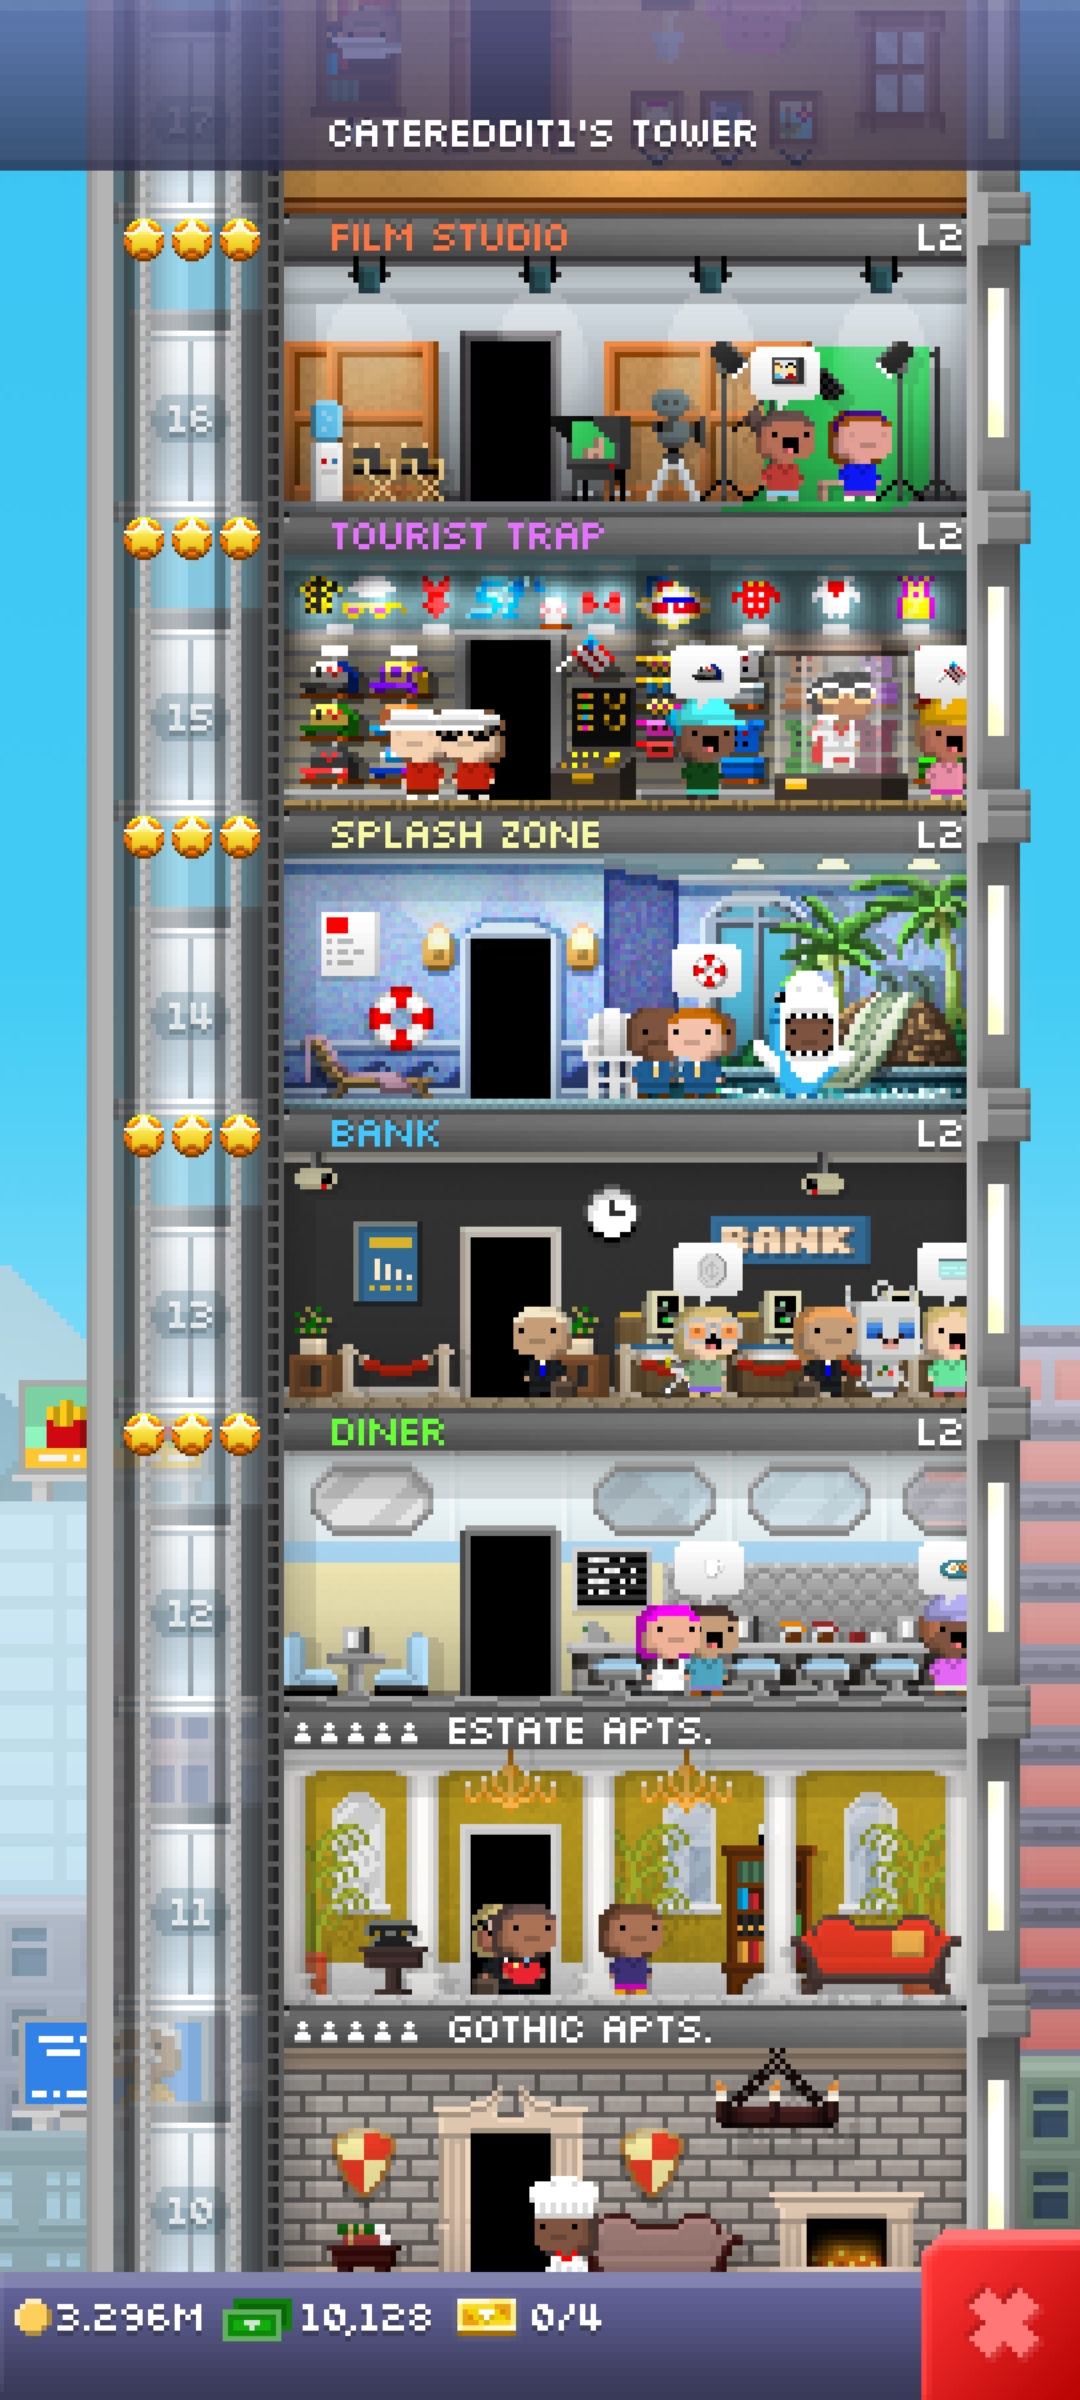 17
CATEREDDIT1'S TOWER
FILM STUDIO L2
16
TOURIST TRAP L2
15
SPLASH ZONE L2
14
BANK L2
BANK
13
DINER L2
12
ESTATE APTS.
11
GOTHIC APTS.
10
3.296M 10,128 0/4